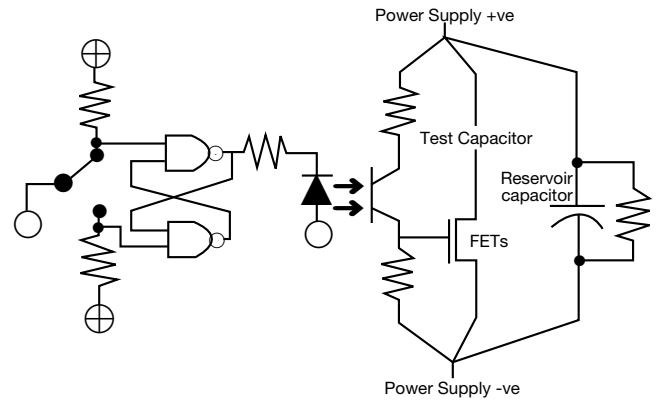 Power Supply +ve
Test Capacitor
Reservoir
capacitor
FETs
Power Supply -ve